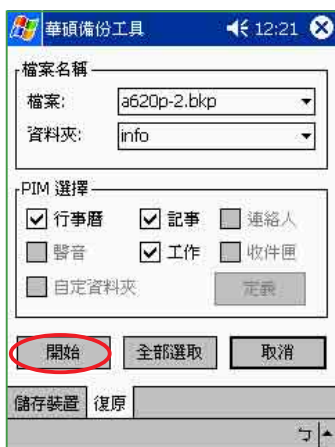 華碩備份工具 12:21
檔案名稱
檔案: a620p-2.bkp
資料夾: info
PIM 選擇
行事曆 記事 連絡人
聲音 工作 收件匣
自定資料夾 定義
開始 全部選取 取消
儲存裝置 復原
ㄅ